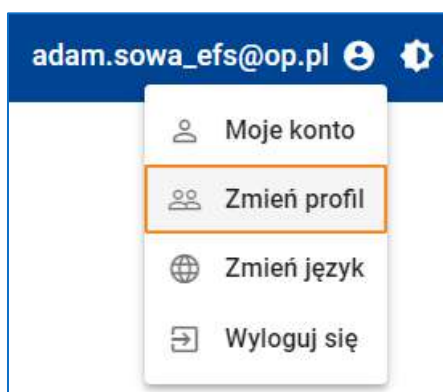 adam.sowa_efs@op.pl
Moje konto
Zmień profil
Zmień język
Wyloguj się